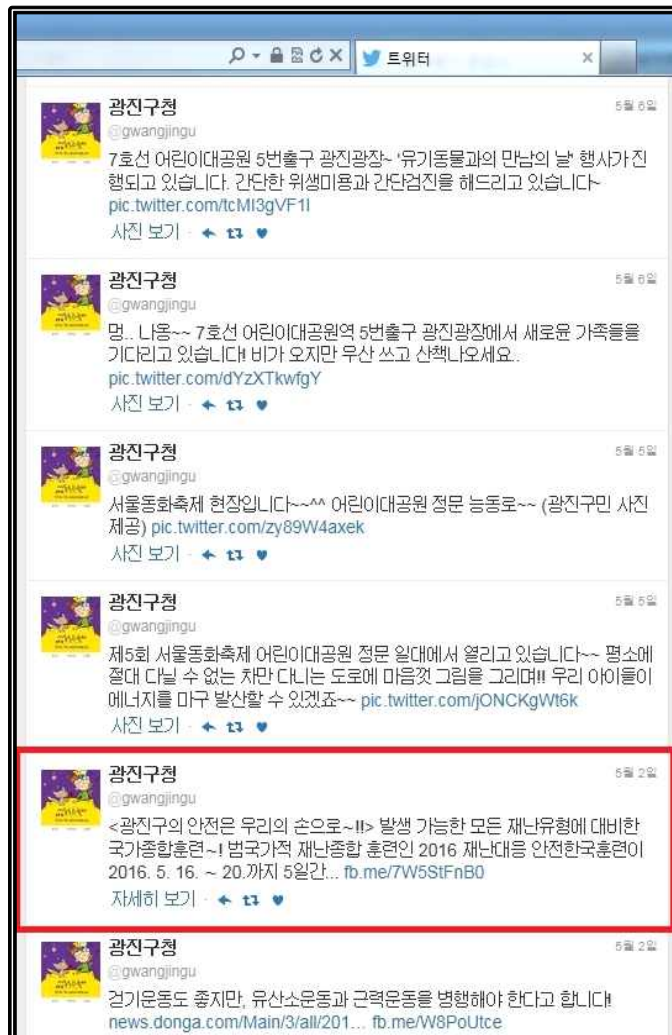 트위터
광진구청
5월 6일
@gwangjingu
7호선 어린이대공원 5번출구 광진광장~ '유기동물과의 만남의 날' 행사가 진
행되고 있습니다. 간단한 위생미용과 간단검진을 해드리고 있습니다~
pic.twitter.com/tcMI3gVF1I
사진 보기
광진구청
5월 6일
@gwangjingu
멍.. 나옹~~ 7호선 어린이대공원역 5번출구 광진광장에서 새로운 가족들을
기다리고 있습니다! 비가 오지만 우산 쓰고 산책나오세요..
pic.twitter.com/dYzXTkwfgY
사진 보기
광진구청
5월 5일
@gwangjingu
서울동화축제 현장입니다~~^^ 어린이대공원 정문 능동로~~ (광진구민 사진
제공) pic.twitter.com/zy89W4axek
사진 보기
광진구청
5월 5일
@gwangjingu
제5회 서울동화축제 어린이대공원 정문 일대에서 열리고 있습니다~~ 평소에
절대 다닐 수 없는 차만 다니는 도로에 마음껏 그림을 그리며!! 우리 아이들이
에너지를 마구 발산할 수 있겠죠~~ pic.twitter.com/jONCKgWt6k
사진 보기
광진구청
5월 2일
@gwangjingu
<광진구의 안전은 우리의 손으로~!!> 발생 가능한 모든 재난유형에 대비한
국가종합훈련~! 범국가적 재난종합 훈련인 2016 재난대응 안전한국훈련이
2016. 5. 16. ~ 20.까지 5일간... fb.me/7W5StFnB0
자세히 보기
광진구청
5월 2일
@gwangjingu
걷기운동도 좋지만, 유산소운동과 근력운동을 병행해야 한다고 합니다!
news.donga.com/Main/3/all/201... fb.me/W8PoUtce